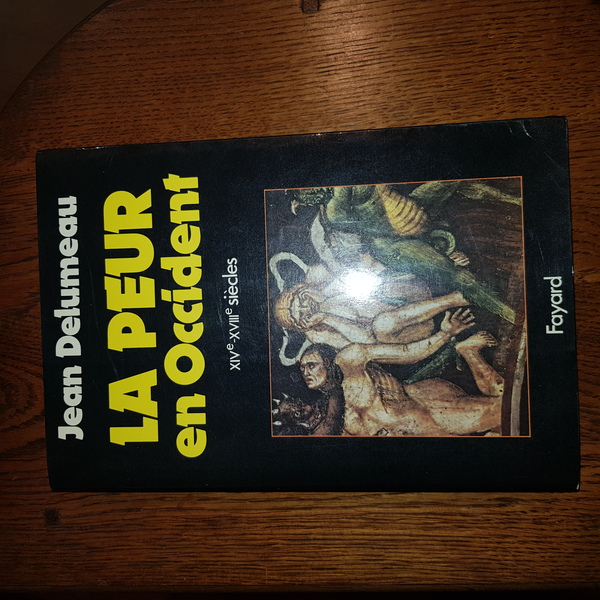 Jean Delumeau
LA PEUR
en Occident
XIVe-XVIIIe siècles
Fayard